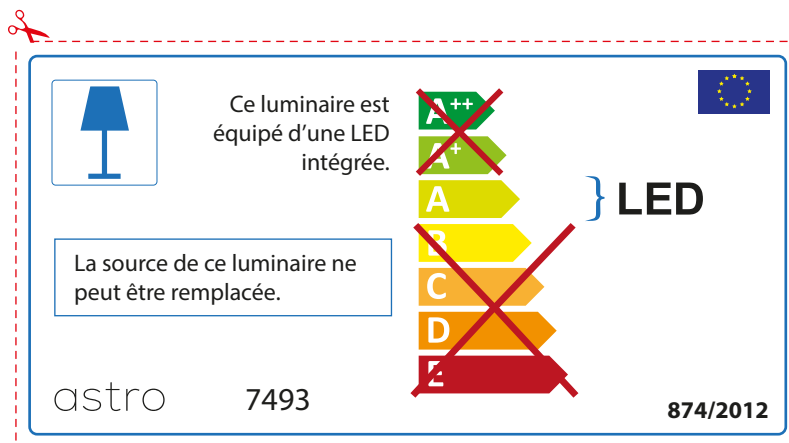 Ce luminaire est
équipé d’une LED
intégrée.
La source de ce luminaire ne
peut être remplacée.
A++
A+
A
B
C
D
E
LED
astro
7493
874/2012